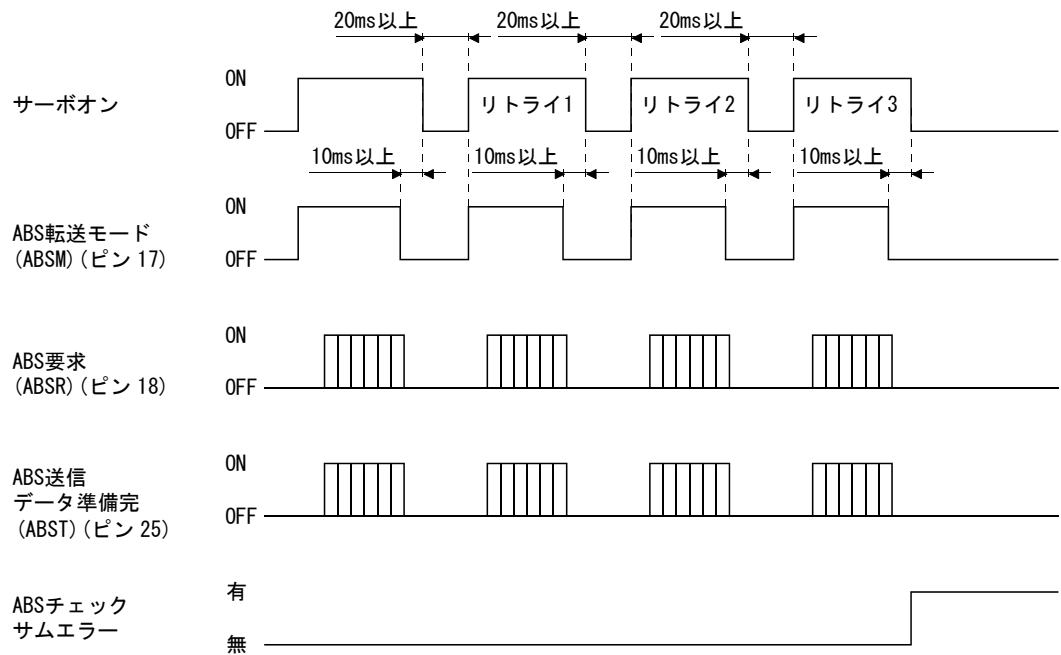 20ms以上 20ms以上 20ms以上
サーボオン
ON
OFF
リトライ1 リトライ2 リトライ3
10ms以上 10ms以上 10ms以上 10ms以上
ABS転送モード
(ABSM)(ピン 17)
ON
OFF
ABS要求
(ABSR)(ピン 18)
ON
OFF
ABS送信
データ準備完
(ABST)(ピン 25)
ON
OFF
ABSチェック
サムエラー
有
無